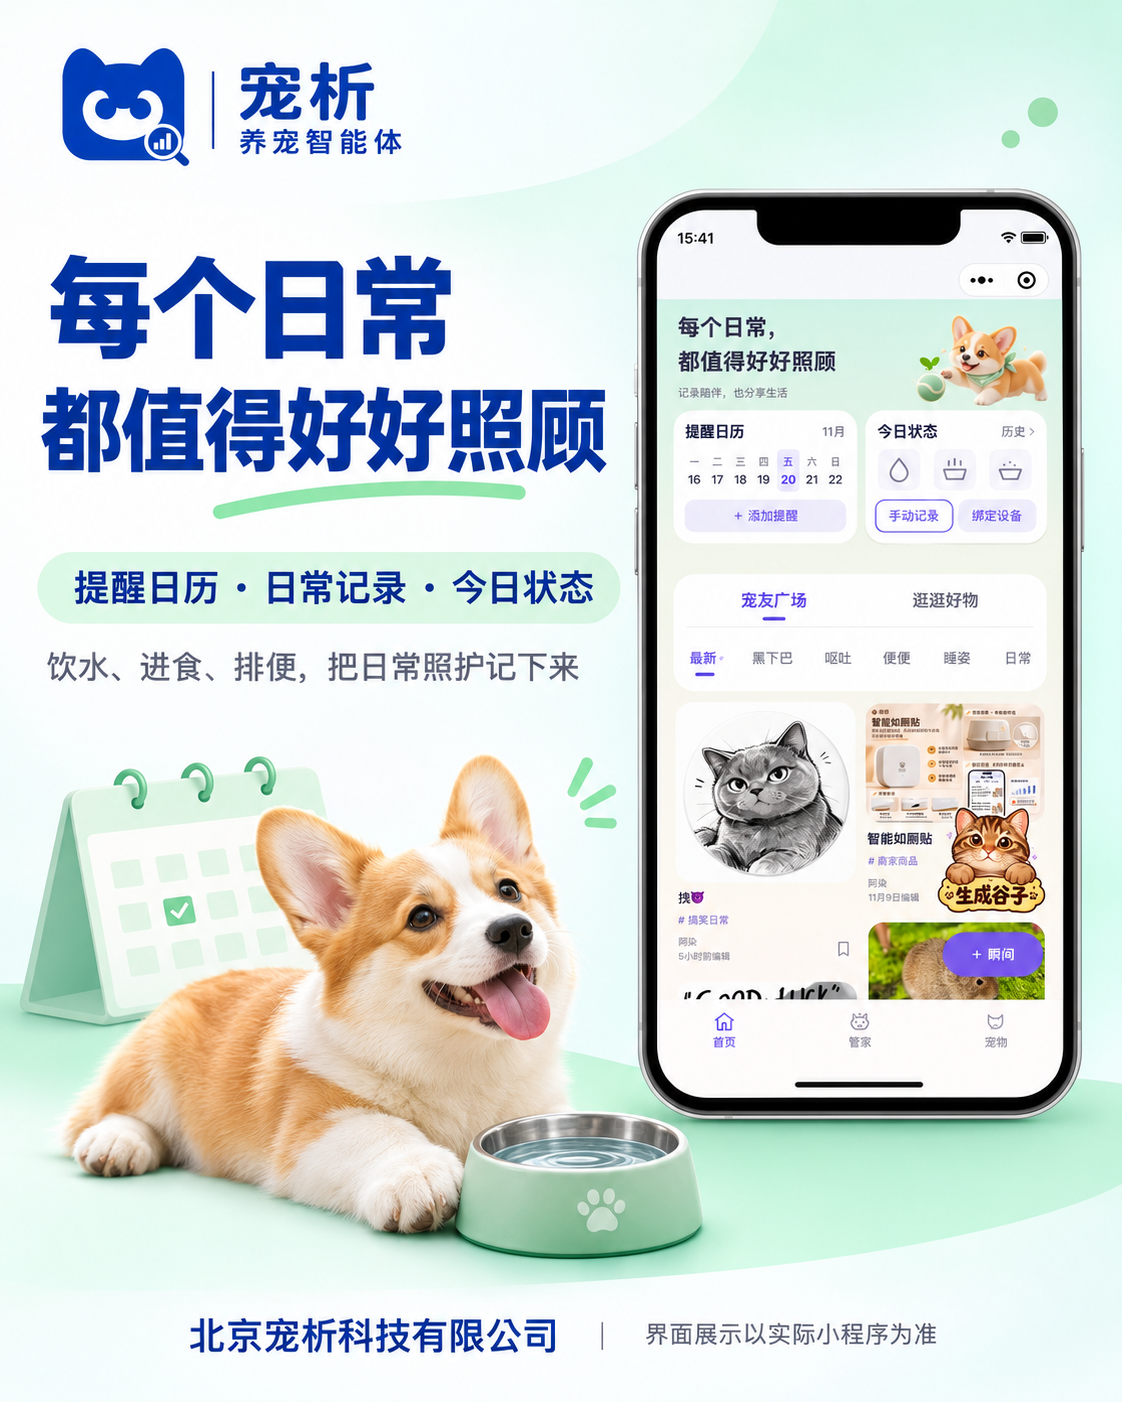 宠析
养宠智能体
每个日常
都值得好好照顾
提醒日历 · 日常记录 · 今日状态
饮水、进食、排便，把日常照护记下来
15:41
每个日常，
都值得好好照顾
记录陪伴，也分享生活
提醒日历 11月
一 二 三 四 五 六 日
16 17 18 19 20 21 22
+ 添加提醒
今日状态 历史 >
手动记录 绑定设备
宠友广场 逛逛好物
最新 黑下巴 呕吐 便便 睡姿 日常
拽😈
# 搞笑日常
阿染
5小时前编辑
智能如厕贴
智能如厕贴
# 商家商品
阿染
11月9日编辑
生成谷子
+ 瞬间
首页 管家 宠物
北京宠析科技有限公司 | 界面展示以实际小程序为准